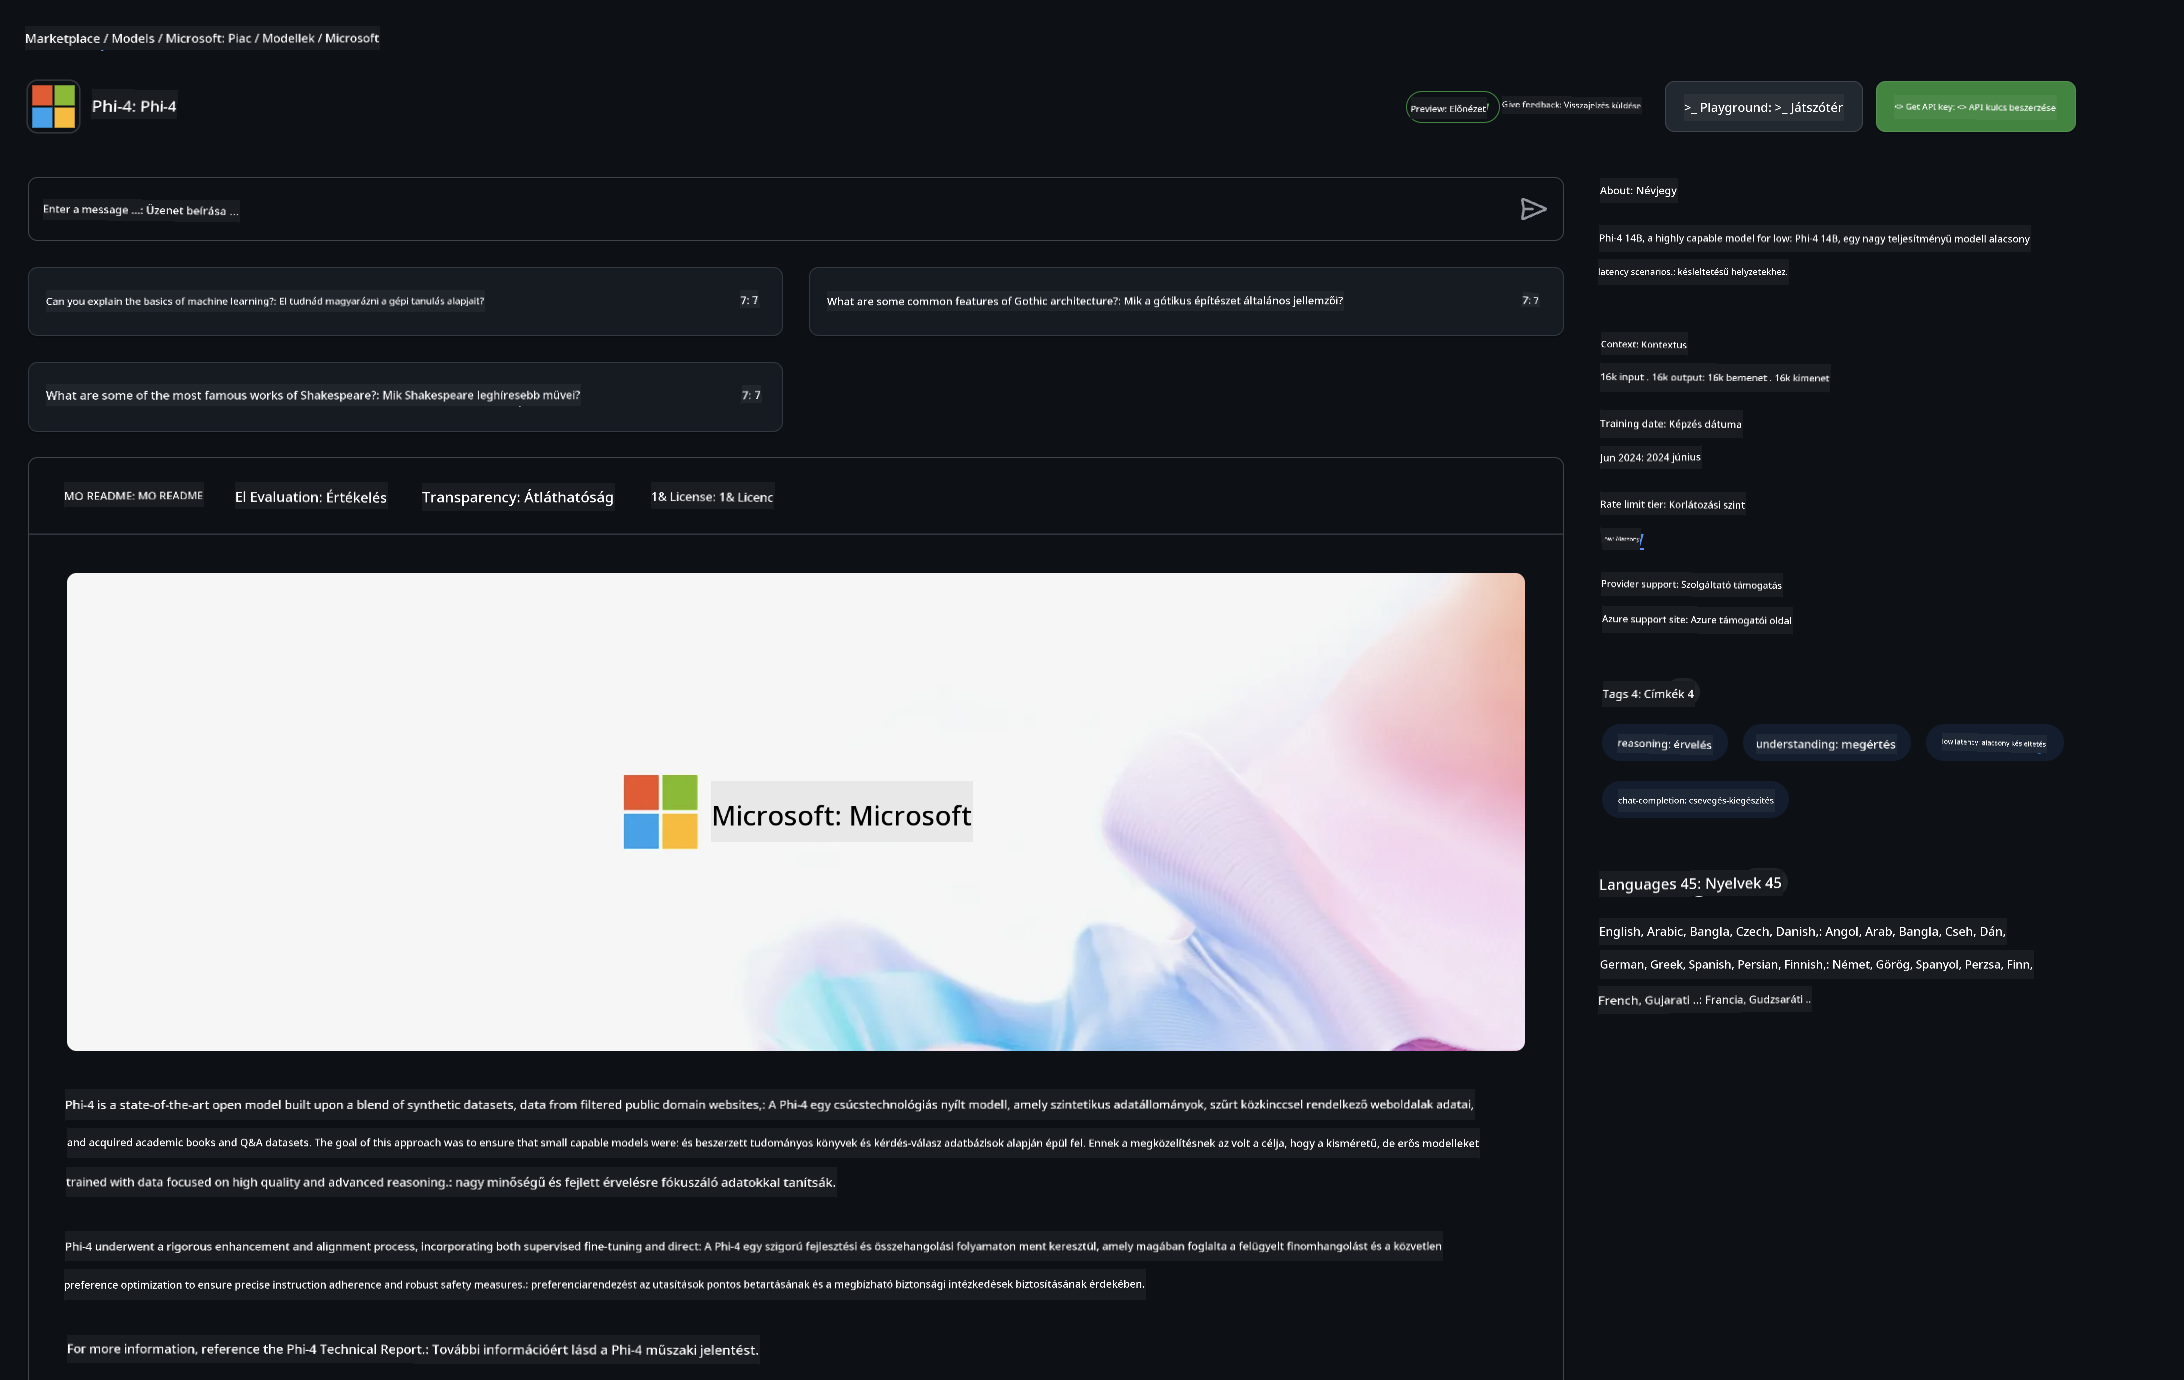 Marketplace / Models / Microsoft: Piac / Modellek / Microsoft
Phi-4: Phi-4
Preview: Előnézet
Give feedback: Visszajelzés küldése
>_ Playground: >_ Játszótér
<> Get API key: <> API kulcs beszerzése
Enter a message ...: Üzenet beírása ...
Can you explain the basics of machine learning?: El tudnád magyarázni a gépi tanulás alapjait?
7: 7
What are some common features of Gothic architecture?: Mik a gótikus építészet általános jellemzői?
7: 7
What are some of the most famous works of Shakespeare?: Mik Shakespeare leghíresebb művei?
7: 7
MO README: MO README
El Evaluation: Értékelés
Transparency: Átláthatóság
1& License: 1& Licenc
Microsoft: Microsoft
Phi-4 is a state-of-the-art open model built upon a blend of synthetic datasets, data from filtered public domain websites,: A Phi-4 egy csúcstechnológiás nyílt modell, amely szintetikus adatállományok, szűrt közkinccsel rendelkező weboldalak adatai,
and acquired academic books and Q&A datasets. The goal of this approach was to ensure that small capable models were: és beszerzett tudományos könyvek és kérdés-válasz adatbázisok alapján épül fel. Ennek a megközelítésnek az volt a célja, hogy a kisméretű, de erős modelleket
trained with data focused on high quality and advanced reasoning.: nagy minőségű és fejlett érvelésre fókuszáló adatokkal tanítsák.
Phi-4 underwent a rigorous enhancement and alignment process, incorporating both supervised fine-tuning and direct: A Phi-4 egy szigorú fejlesztési és összehangolási folyamaton ment keresztül, amely magában foglalta a felügyelt finomhangolást és a közvetlen
preference optimization to ensure precise instruction adherence and robust safety measures.: preferenciarendezést az utasítások pontos betartásának és a megbízható biztonsági intézkedések biztosításának érdekében.
For more information, reference the Phi-4 Technical Report.: További információért lásd a Phi-4 műszaki jelentést.
About: Névjegy
Phi-4 14B, a highly capable model for low: Phi-4 14B, egy nagy teljesítményű modell alacsony
latency scenarios.: késleltetésű helyzetekhez.
Context: Kontextus
16k input . 16k output: 16k bemenet . 16k kimenet
Training date: Képzés dátuma
Jun 2024: 2024 június
Rate limit tier: Korlátozási szint
Alacsony
Provider support: Szolgáltató támogatás
Azure support site: Azure támogatói oldal
Tags 4: Címkék 4
reasoning: érvelés
understanding: megértés
low latency: alacsony késleltetés
chat-completion: csevegés-kiegészítés
Languages 45: Nyelvek 45
English, Arabic, Bangla, Czech, Danish,: Angol, Arab, Bangla, Cseh, Dán,
German, Greek, Spanish, Persian, Finnish,: Német, Görög, Spanyol, Perzsa, Finn,
French, Gujarati ..: Francia, Gudzsaráti ..